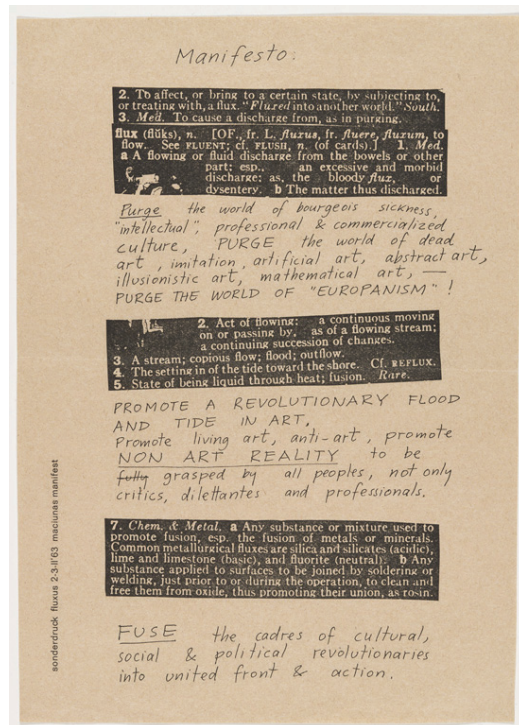 Manifesto:
2. To affect, or bring to a certain state, by subjecting to,
or treating with, a flux. "Fluxed into another world." South.
3. Med. To cause a discharge from, as in purging.
flux (flŭks), n. [OF., fr. L. fluxus, fr. fluere, fluxum, to
flow. See FLUENT; cf. FLUSH, n. (of cards).] 1. Med.
a A flowing or fluid discharge from the bowels or other
part; esp., an excessive and morbid
discharge; as, the bloody flux, or
dysentery. b The matter thus discharged.
Purge the world of bourgeois sickness,
"intellectual", professional & commercialized
culture, PURGE the world of dead
art, imitation, artificial art, abstract art,
illusionistic art, mathematical art, —
PURGE THE WORLD OF "EUROPANISM"!
2. Act of flowing: a continuous moving
on or passing by, as of a flowing stream;
a continuing succession of changes.
3. A stream; copious flow; flood; outflow.
4. The setting in of the tide toward the shore. Cf. REFLUX.
5. State of being liquid through heat; fusion. Rare.
PROMOTE A REVOLUTIONARY FLOOD
AND TIDE IN ART,
Promote living art, anti-art, promote
NON ART REALITY to be
fully grasped by all peoples, not only
critics, dilettantes and professionals.
7. Chem. & Metal. a Any substance or mixture used to
promote fusion, esp. the fusion of metals or minerals.
Common metallurgical fluxes are silica and silicates (acidic),
lime and limestone (basic), and fluorite (neutral). b Any
substance applied to surfaces to be joined by soldering or
welding, just prior to or during the operation, to clean and
free them from oxide, thus promoting their union, as rosin.
FUSE the cadres of cultural,
social & political revolutionaries
into united front & action.
sonderdruck fluxus 2-3-II'63 maciunas manifest